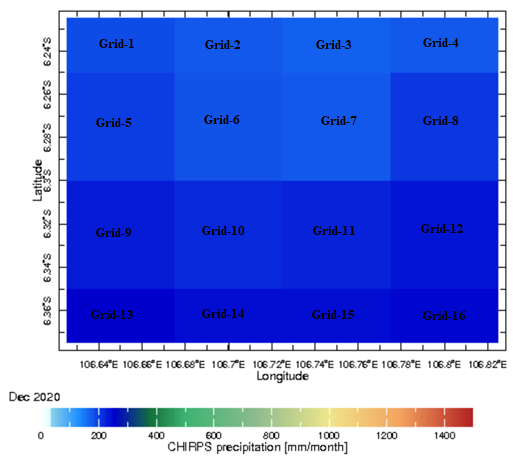 Grid-1 Grid-2 Grid-3 Grid-4
6.24°S
6.26°S
Grid-5 Grid-6 Grid-7 Grid-8
6.28°S
6.3°S
Latitude
Grid-9 Grid-10 Grid-11 Grid-12
6.32°S
6.34°S
6.36°S
Grid-13 Grid-14 Grid-15 Grid-16
106.64°E 106.66°E 106.68°E 106.7°E 106.72°E 106.74°E 106.76°E 106.78°E 106.8°E 106.82°E
Longitude
Dec 2020
0 200 400 600 800 1000 1200 1400
CHIRPS precipitation [mm/month]